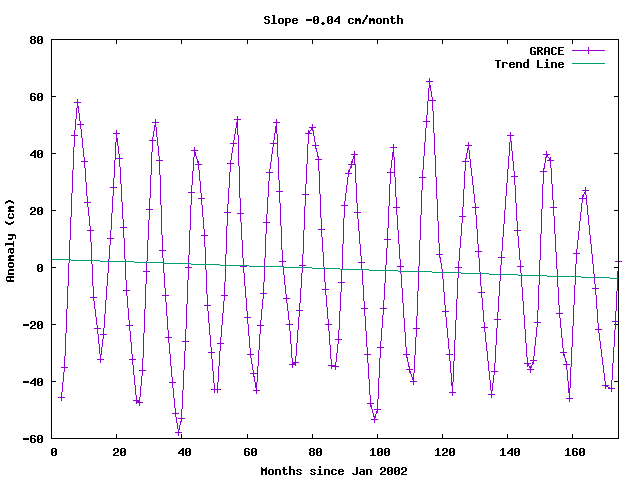 Slope -0.04 cm/month
80
60
40
20
0
-20
-40
-60
Anomaly (cm)
GRACE
Trend Line
0 20 40 60 80 100 120 140 160
Months since Jan 2002